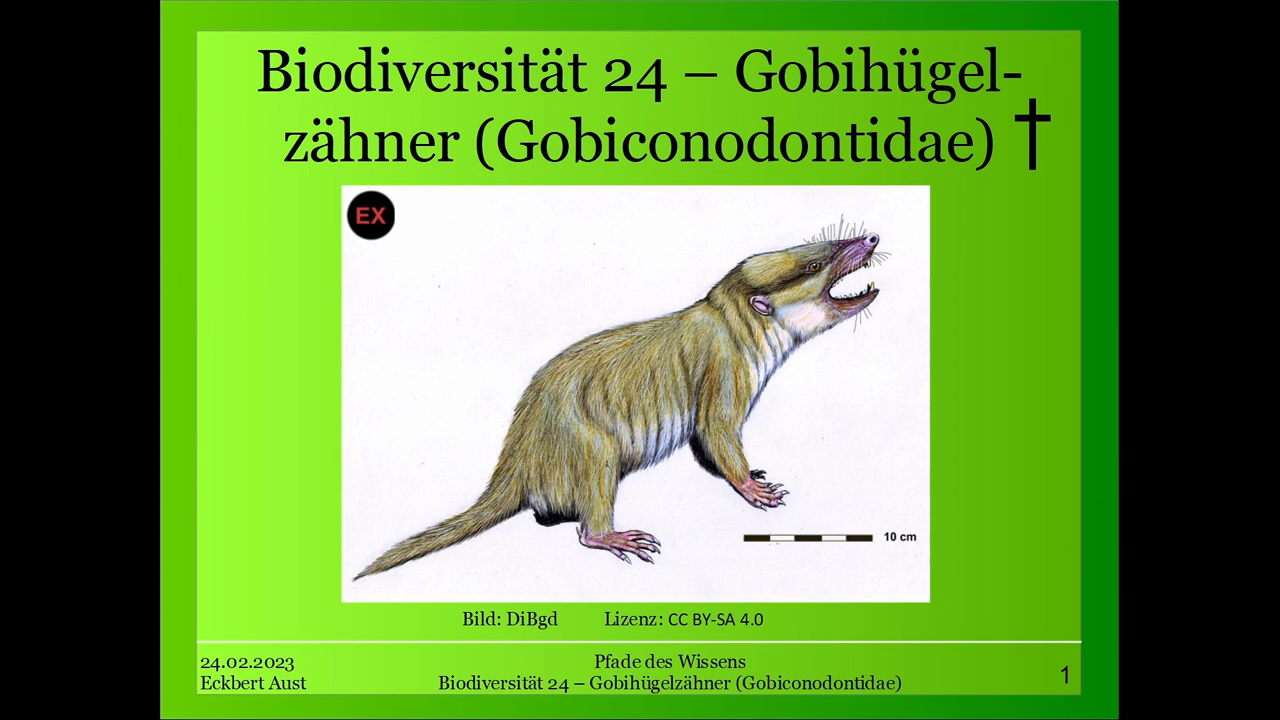 Biodiversität 24 – Gobihügel-
zähner (Gobiconodontidae) †
EX
10 cm
Bild: DiBgd Lizenz: CC BY-SA 4.0
24.02.2023
Eckbert Aust
Pfade des Wissens
Biodiversität 24 – Gobihügelzähner (Gobiconodontidae)
1